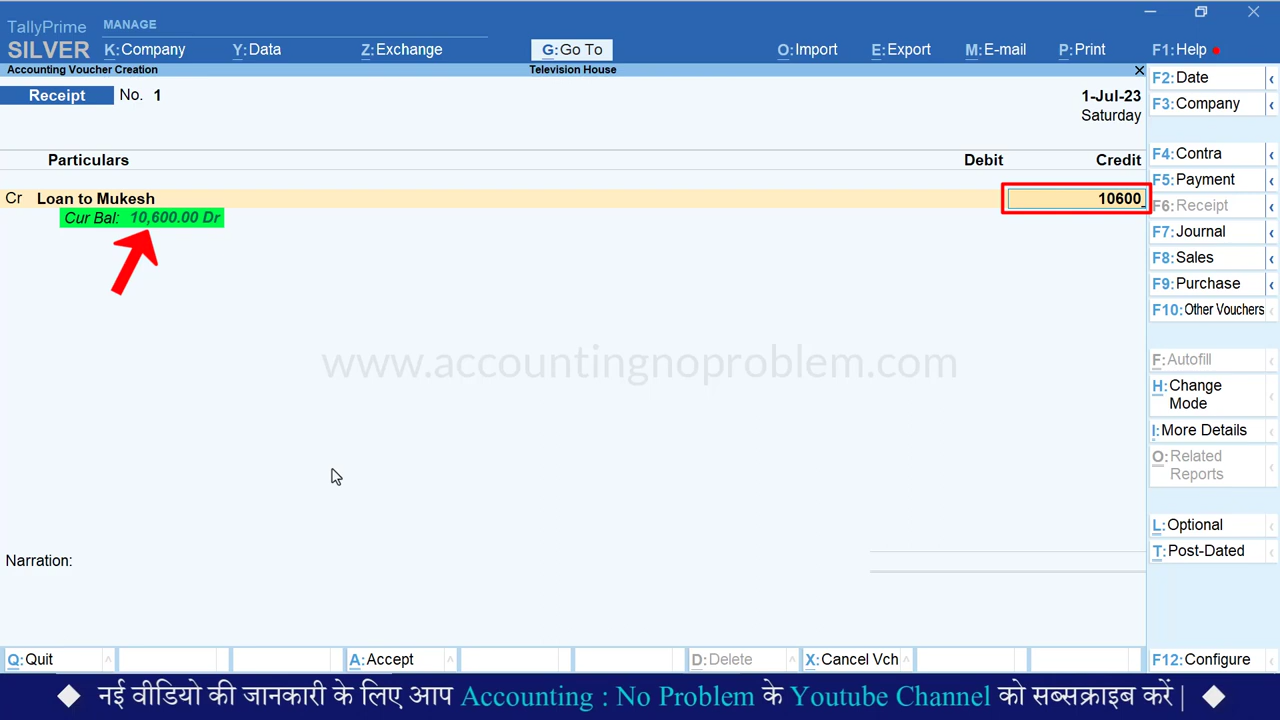 TallyPrime MANAGE
SILVER K:Company Y:Data Z:Exchange G:Go To O:Import E:Export M:E-mail P:Print F1:Help
Accounting Voucher Creation Television House
Receipt No. 1 1-Jul-23
Saturday
Particulars Debit Credit
Cr Loan to Mukesh 10600
Cur Bal: 10,600.00 Dr
www.accountingnoproblem.com
Narration:
F2:Date
F3:Company
F4:Contra
F5:Payment
F6:Receipt
F7:Journal
F8:Sales
F9:Purchase
F10:Other Vouchers
F:Autofill
H:Change
Mode
I:More Details
O:Related
Reports
L:Optional
T:Post-Dated
Q:Quit A:Accept D:Delete X:Cancel Vch F12:Configure
नई वीडियो की जानकारी के लिए आप Accounting : No Problem के Youtube Channel को सब्सक्राइब करें |